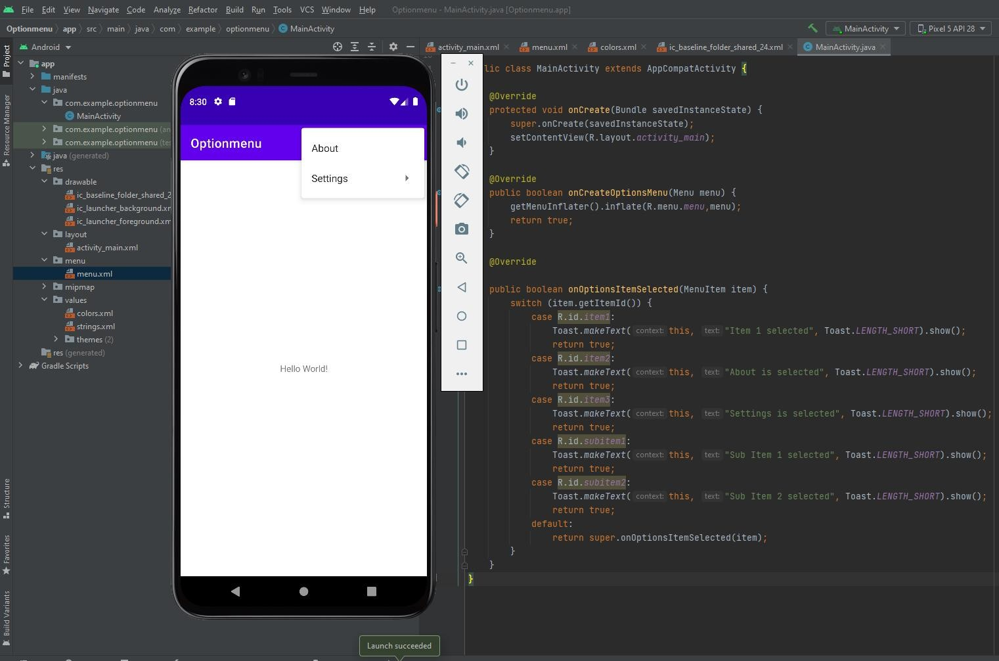 File Edit View Navigate Code Analyze Refactor Build Run Tools VCS Window Help Optionmenu - MainActivity.java [Optionmenu.app]
Optionmenu app src main java com example optionmenu MainActivity MainActivity Pixel 5 API 28
Android
activity_main.xml menu.xml colors.xml ic_baseline_folder_shared_24.xml MainActivity.java
Project
Resource Manager
Structure
Favorites
Build Variants
app
manifests
java
com.example.optionmenu
MainActivity
com.example.optionmenu
com.example.optionmenu
java (generated)
res
drawable
ic_baseline_folder_shared_2
ic_launcher_background.xm
ic_launcher_foreground.xm
layout
activity_main.xml
menu
menu.xml
mipmap
values
colors.xml
strings.xml
themes (2)
res (generated)
Gradle Scripts
8:30
Optionmenu
About
Settings
Hello World!
lic class MainActivity extends AppCompatActivity {
@Override
protected void onCreate(Bundle savedInstanceState) {
super.onCreate(savedInstanceState);
setContentView(R.layout.activity_main);
}
@Override
public boolean onCreateOptionsMenu(Menu menu) {
getMenuInflater().inflate(R.menu.menu,menu);
return true;
}
@Override
public boolean onOptionsItemSelected(MenuItem item) {
switch (item.getItemId()) {
case R.id.item1:
Toast.makeText( context: this, text: "Item 1 selected", Toast.LENGTH_SHORT).show();
return true;
case R.id.item2:
Toast.makeText( context: this, text: "About is selected", Toast.LENGTH_SHORT).show();
return true;
case R.id.item3:
Toast.makeText( context: this, text: "Settings is selected", Toast.LENGTH_SHORT).show();
return true;
case R.id.subitem1:
Toast.makeText( context: this, text: "Sub Item 1 selected", Toast.LENGTH_SHORT).show();
return true;
case R.id.subitem2:
Toast.makeText( context: this, text: "Sub Item 2 selected", Toast.LENGTH_SHORT).show();
return true;
default:
return super.onOptionsItemSelected(item);
}
}
}
Launch succeeded